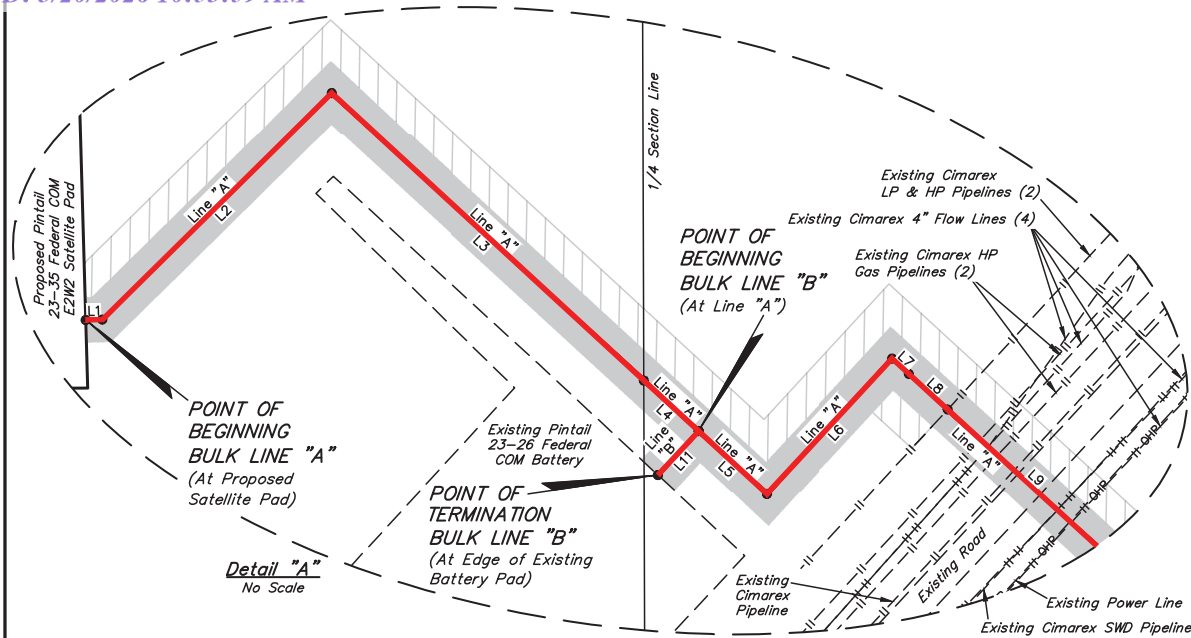 Proposed Pintail
23-35 Federal COM
E2W2 Satellite Pad
L1
Line "A"
L2
Line "A"
L3
1/4 Section Line
POINT OF
BEGINNING
BULK LINE "A"
(At Proposed
Satellite Pad)
Existing Pintail
23-26 Federal
COM Battery
POINT OF
TERMINATION
BULK LINE "B"
(At Edge of Existing
Battery Pad)
Detail "A"
No Scale
POINT OF
BEGINNING
BULK LINE "B"
(At Line "A")
Line "A"
L4
Line
"B"
L11
Line "A"
L5
Line "A"
L6
L7
L8
Line "A"
L9
Existing Cimarex
LP & HP Pipelines (2)
Existing Cimarex 4" Flow Lines (4)
Existing Cimarex HP
Gas Pipelines (2)
OHP
OHP
OHP
Existing Road
Existing
Cimarex
Pipeline
Existing Power Line
Existing Cimarex SWD Pipeline